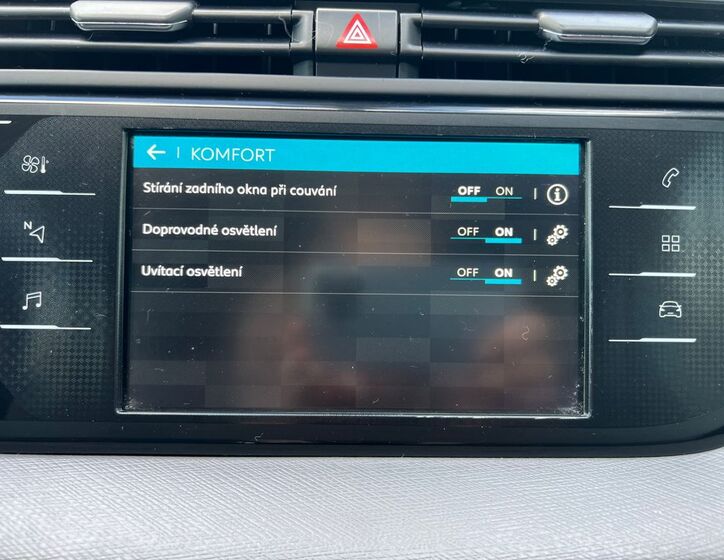 KOMFORT
Stírání zadního okna při couvání OFF ON
Doprovodné osvětlení OFF ON
Uvítací osvětlení OFF ON
N